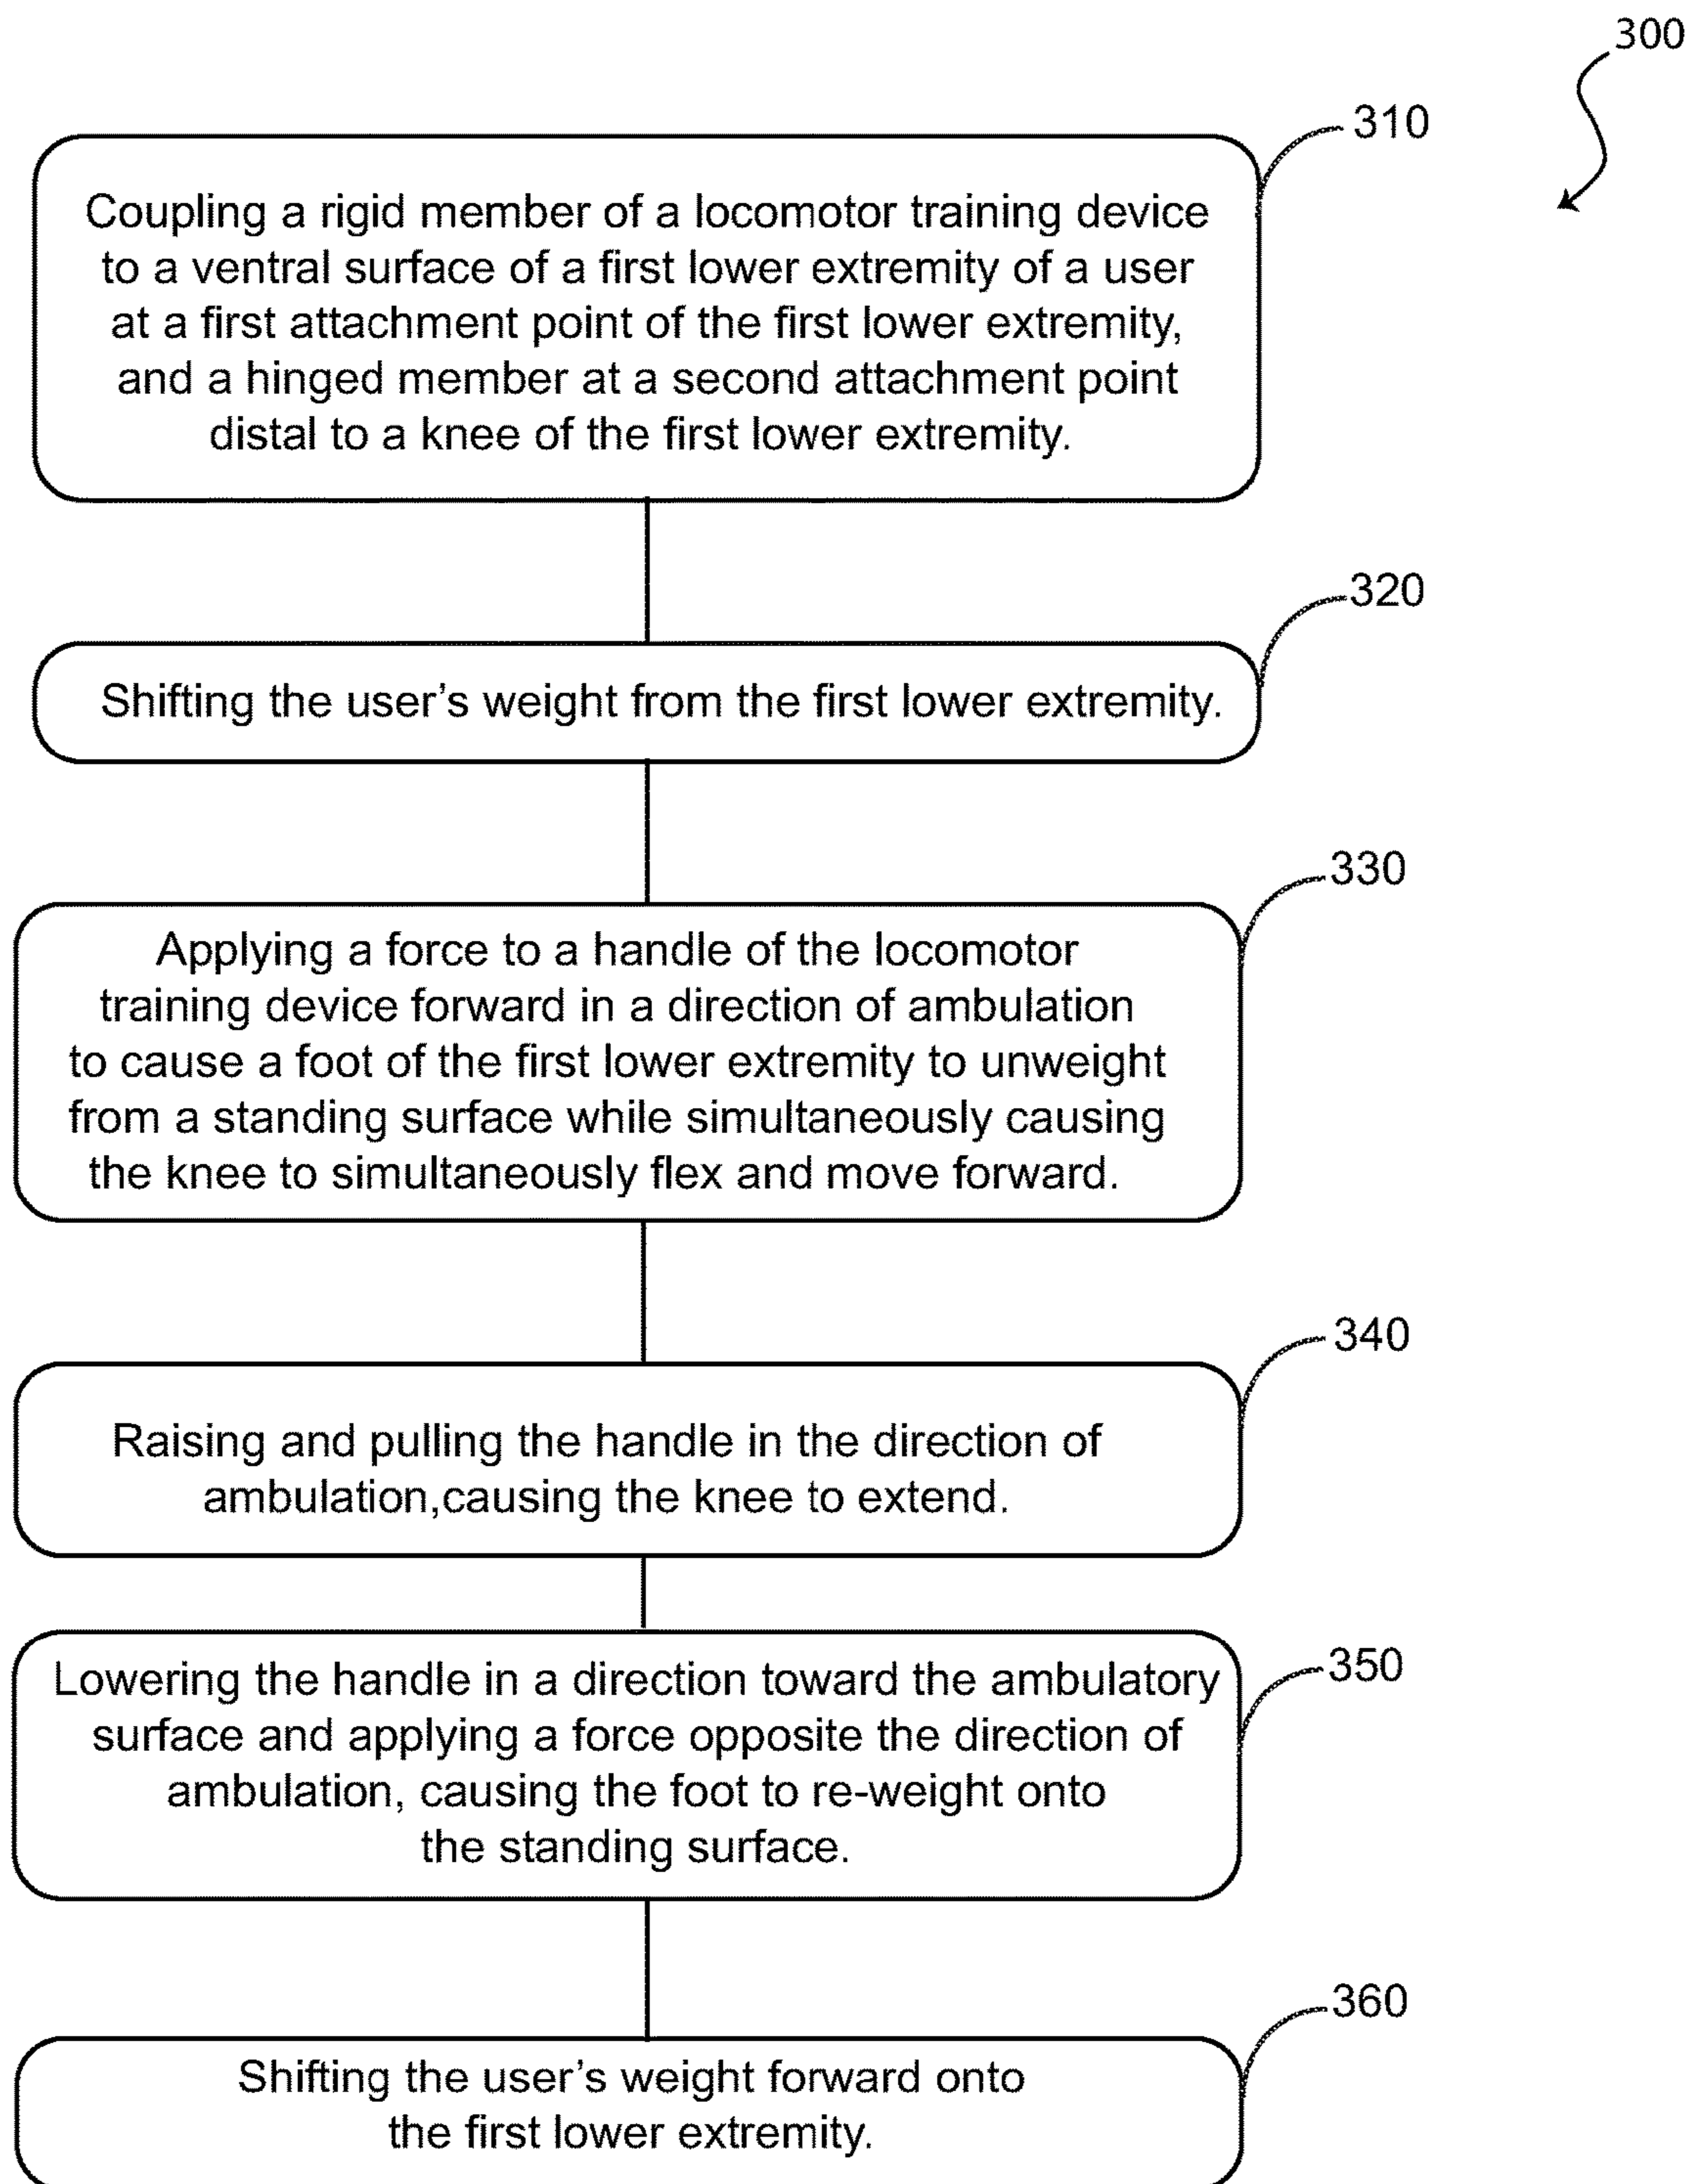 300
310
Coupling a rigid member of a locomotor training device
to a ventral surface of a first lower extremity of a user
at a first attachment point of the first lower extremity,
and a hinged member at a second attachment point
distal to a knee of the first lower extremity.
320
Shifting the user's weight from the first lower extremity.
330
Applying a force to a handle of the locomotor
training device forward in a direction of ambulation
to cause a foot of the first lower extremity to unweight
from a standing surface while simultaneously causing
the knee to simultaneously flex and move forward.
340
Raising and pulling the handle in the direction of
ambulation,causing the knee to extend.
350
Lowering the handle in a direction toward the ambulatory
surface and applying a force opposite the direction of
ambulation, causing the foot to re-weight onto
the standing surface.
360
Shifting the user's weight forward onto
the first lower extremity.